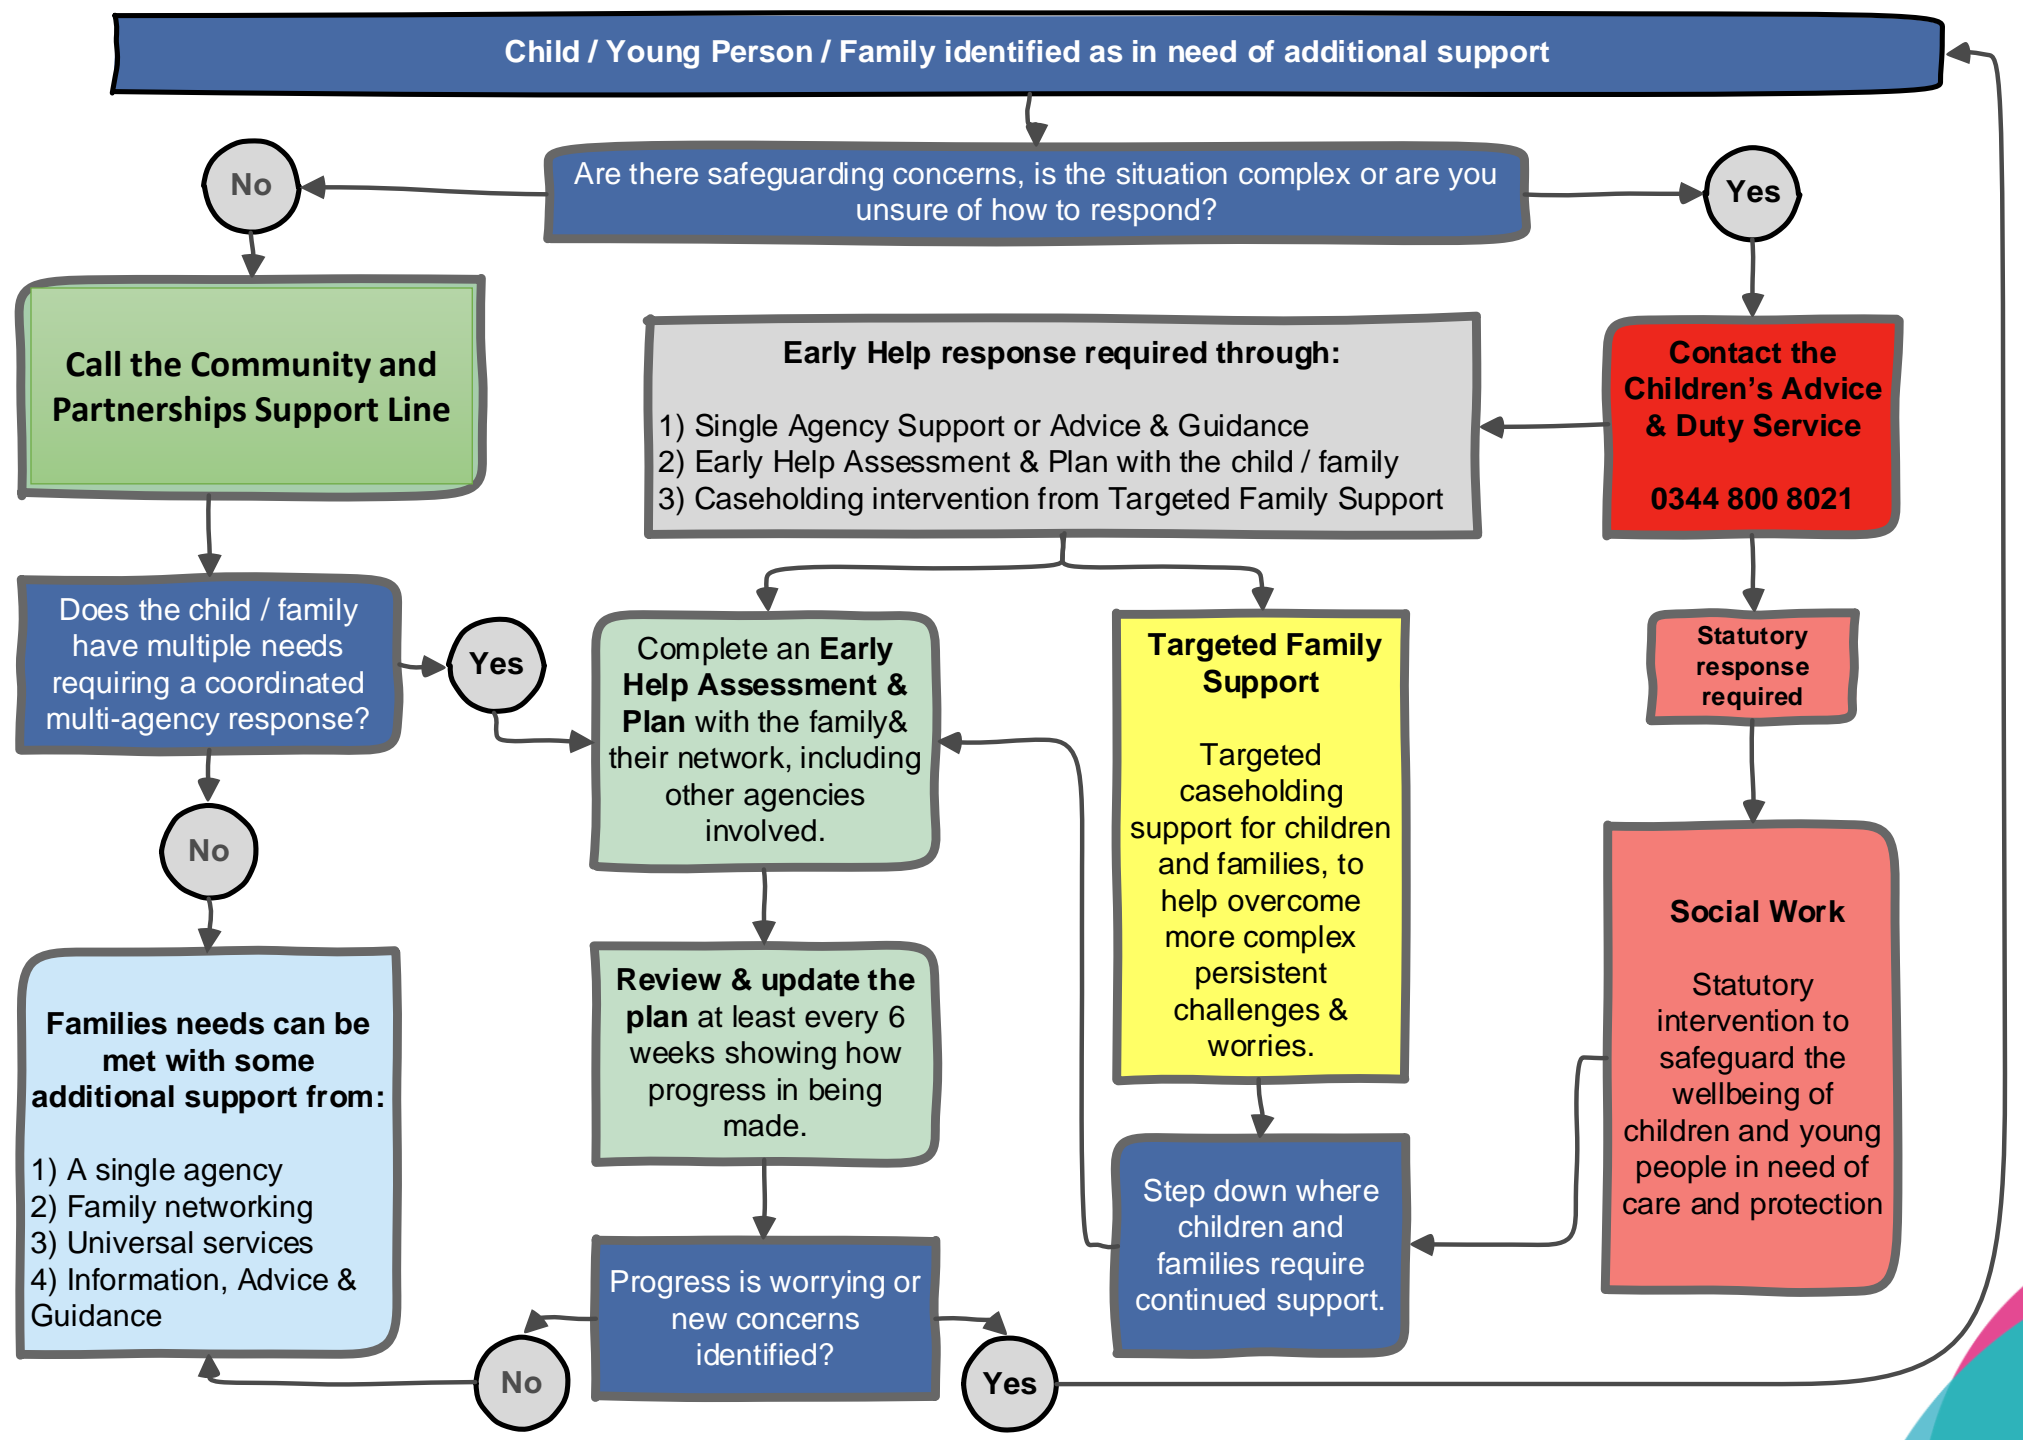 Child / Young Person / Family identified as in need of additional support
Are there safeguarding concerns, is the situation complex or are you
unsure of how to respond?
No
Yes
Call the Community and
Partnerships Support Line
Early Help response required through:
1) Single Agency Support or Advice & Guidance
2) Early Help Assessment & Plan with the child / family
3) Caseholding intervention from Targeted Family Support
Contact the
Children’s Advice
& Duty Service
0344 800 8021
Does the child / family
have multiple needs
requiring a coordinated
multi-agency response?
Yes
No
Complete an Early
Help Assessment &
Plan with the family&
their network, including
other agencies
involved.
Targeted Family
Support
Targeted
caseholding
support for children
and families, to
help overcome
more complex
persistent
challenges &
worries.
Statutory
response
required
Social Work
Statutory
intervention to
safeguard the
wellbeing of
children and young
people in need of
care and protection
Families needs can be
met with some
additional support from:
1) A single agency
2) Family networking
3) Universal services
4) Information, Advice &
Guidance
Review & update the
plan at least every 6
weeks showing how
progress in being
made.
Step down where
children and
families require
continued support.
Progress is worrying or
new concerns
identified?
No
Yes